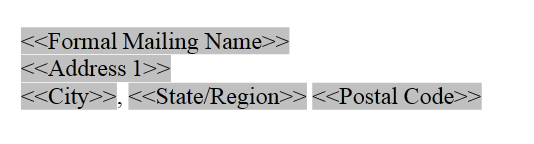 <<Formal Mailing Name>>
<<Address 1>>
<<City>>, <<State/Region>> <<Postal Code>>